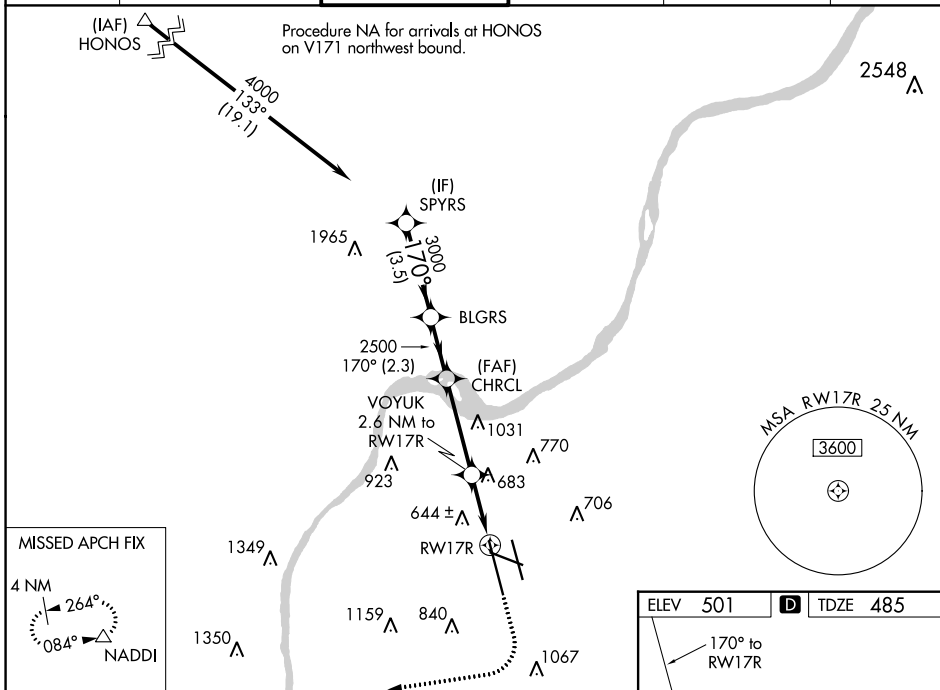 (IAF)
HONOS
Procedure NA for arrivals at HONOS
on V171 northwest bound.
2548
4000
133°
(19.1)
(IF)
SPYRS
1965
3000
170°
(3.5)
BLGRS
2500
170° (2.3)
(FAF)
CHRCL
VOYUK
2.6 NM to
RW17R
1031
770
923
683
706
644 ±
RW17R
MSA RW17R 25 NM
3600
MISSED APCH FIX
4 NM
264°
084°
NADDI
1349
1350
1159
840
1067
ELEV 501 D TDZE 485
170° to
RW17R